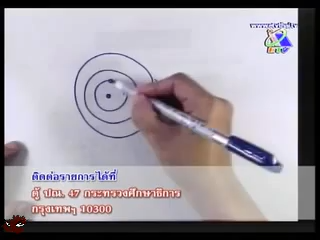 ติดต่อรายการได้ที่
ตู้ ปณ. 47 กระทรวงศึกษาธิการ
กรุงเทพฯ 10300